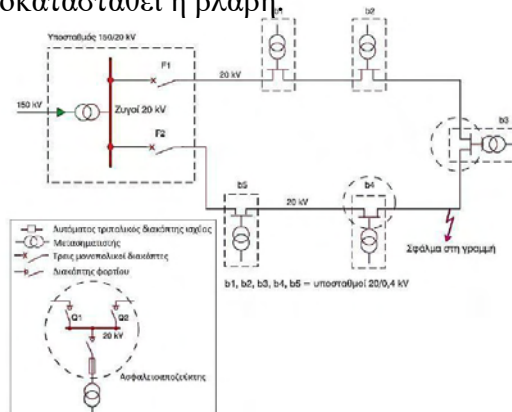 οκατασταθεί η βλάβη.
b2
Υποσταθμός 150/20 kV
F1
20 kV
150 kV
Ζυγοί 20 kV
b3
F2
b5
20 kV
b4
Σφάλμα στη γραμμή
Αυτόματος τριπολικός διακόπτης ισχύος
Μετασηματιστής
Τρεις μονοπολικοί διακόπτες
Διακόπτης φορτίου
b1, b2, b3, b4, b5 = υποσταθμοί 20/0,4 kV
Q1
Q2
20 kV
Ασφαλειοαποζεύκτης